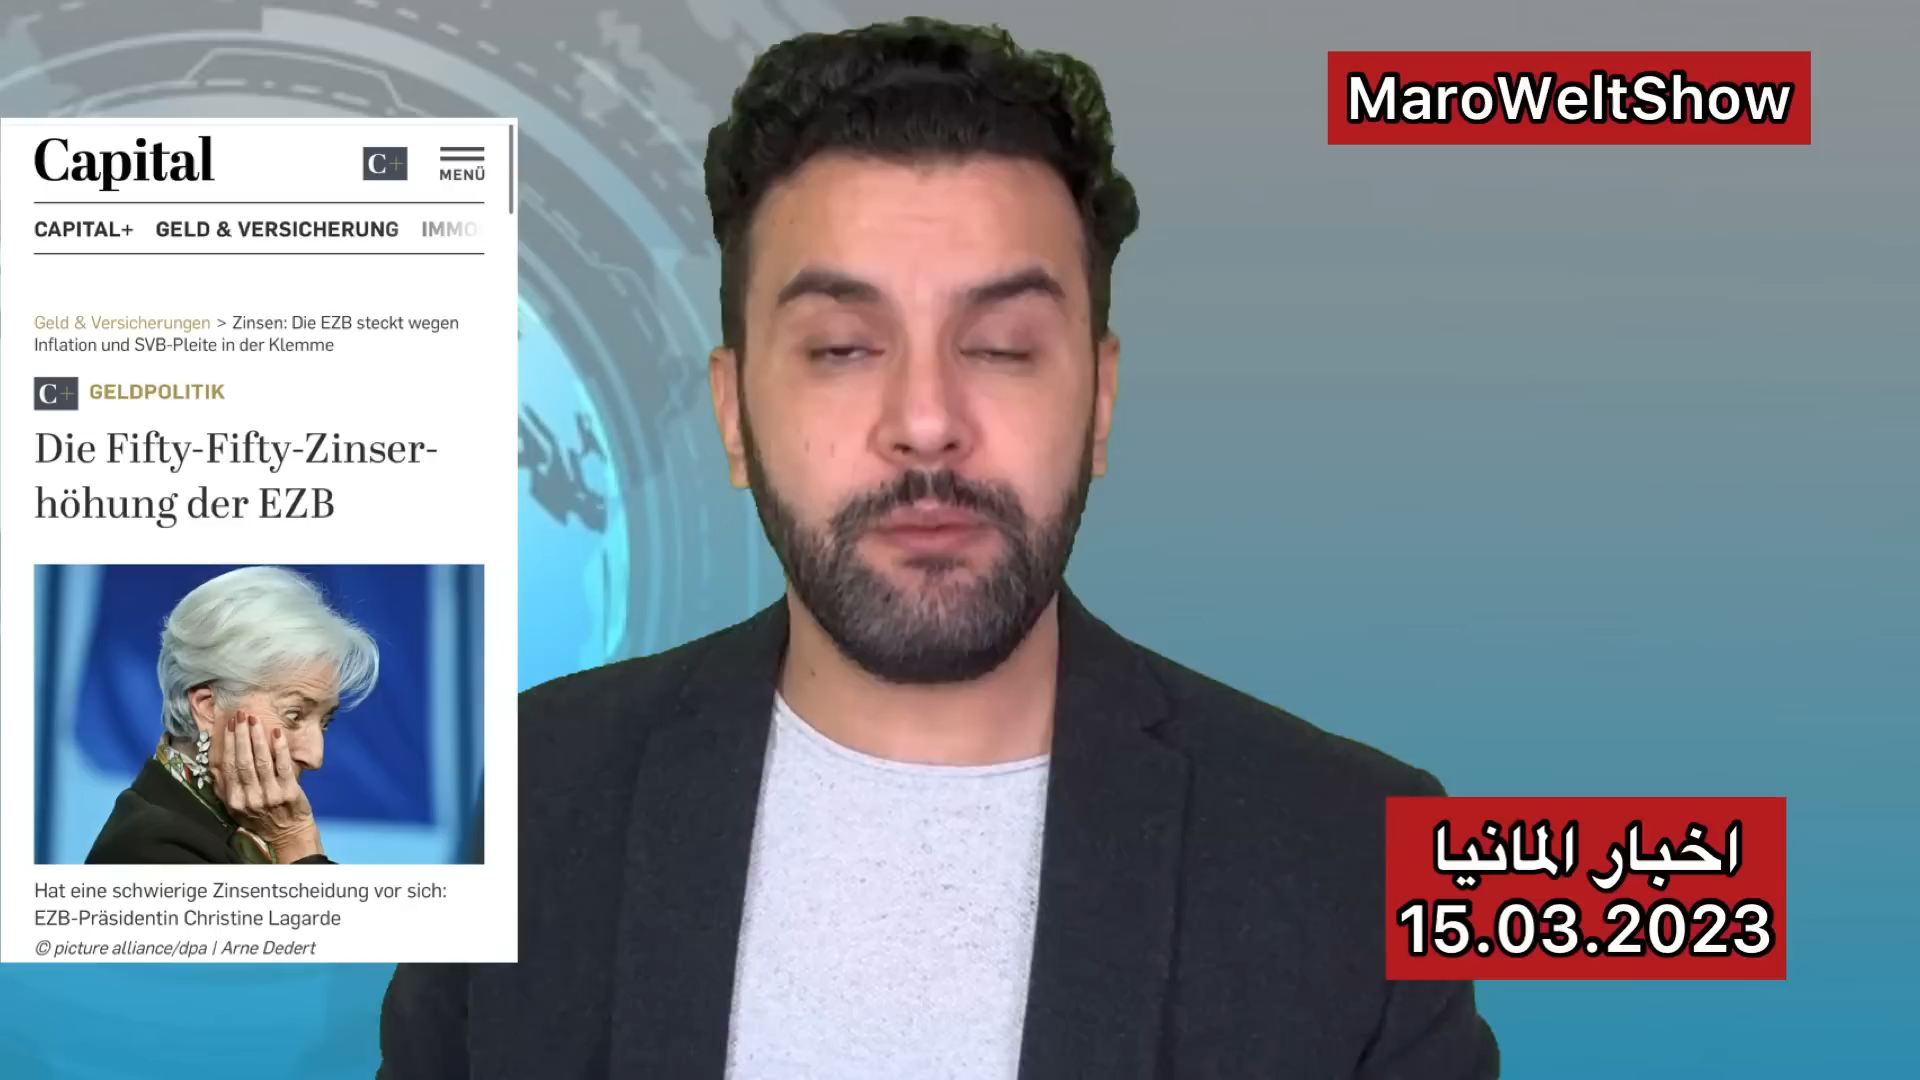 Capital
C+
MENÜ
CAPITAL+ GELD & VERSICHERUNG IMMO
Geld & Versicherungen > Zinsen: Die EZB steckt wegen
Inflation und SVB-Pleite in der Klemme
C+ GELDPOLITIK
Die Fifty-Fifty-Zinser-
höhung der EZB
Hat eine schwierige Zinsentscheidung vor sich:
EZB-Präsidentin Christine Lagarde
© picture alliance/dpa | Arne Dedert
MaroWeltShow
اخبار المانيا
15.03.2023